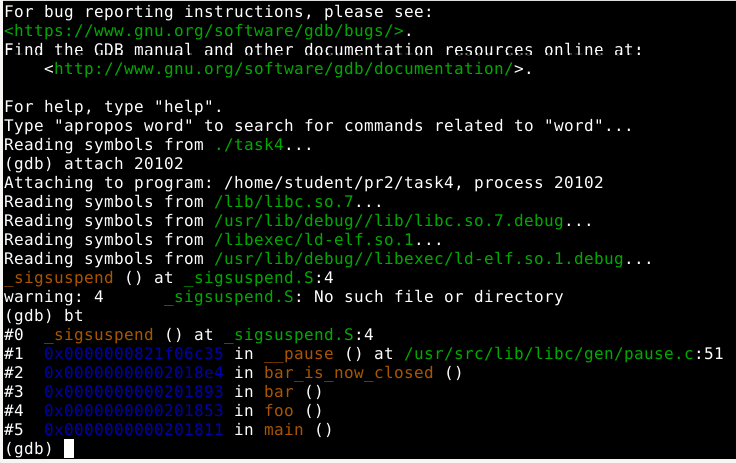 For bug reporting instructions, please see:
<https://www.gnu.org/software/gdb/bugs/>.
Find the GDB manual and other documentation resources online at:
    <http://www.gnu.org/software/gdb/documentation/>.

For help, type "help".
Type "apropos word" to search for commands related to "word"...
Reading symbols from ./task4...
(gdb) attach 20102
Attaching to program: /home/student/pr2/task4, process 20102
Reading symbols from /lib/libc.so.7...
Reading symbols from /usr/lib/debug//lib/libc.so.7.debug...
Reading symbols from /libexec/ld-elf.so.1...
Reading symbols from /usr/lib/debug//libexec/ld-elf.so.1.debug...
_sigsuspend () at _sigsuspend.S:4
warning: 4      _sigsuspend.S: No such file or directory
(gdb) bt
#0  _sigsuspend () at _sigsuspend.S:4
#1  0x0000000821f06c35 in __pause () at /usr/src/lib/libc/gen/pause.c:51
#2  0x00000000002018e4 in bar_is_now_closed ()
#3  0x0000000000201893 in bar ()
#4  0x0000000000201853 in foo ()
#5  0x0000000000201811 in main ()
(gdb)